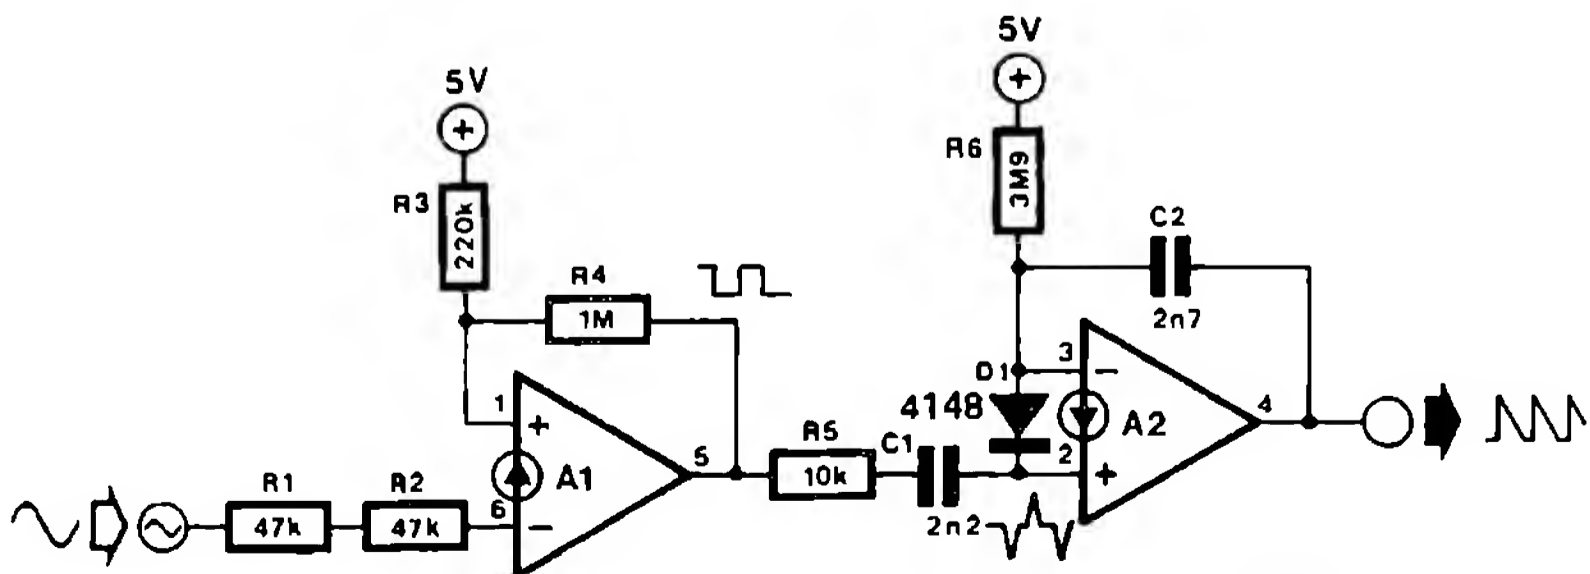 5V
+
R3
220k
R4
1M
1
+
A1
5
6
−
R1
47k
R2
47k
R5
10k
C1
2n2
5V
+
R6
3M9
C2
2n7
D1
4148
3
−
A2
4
2
+